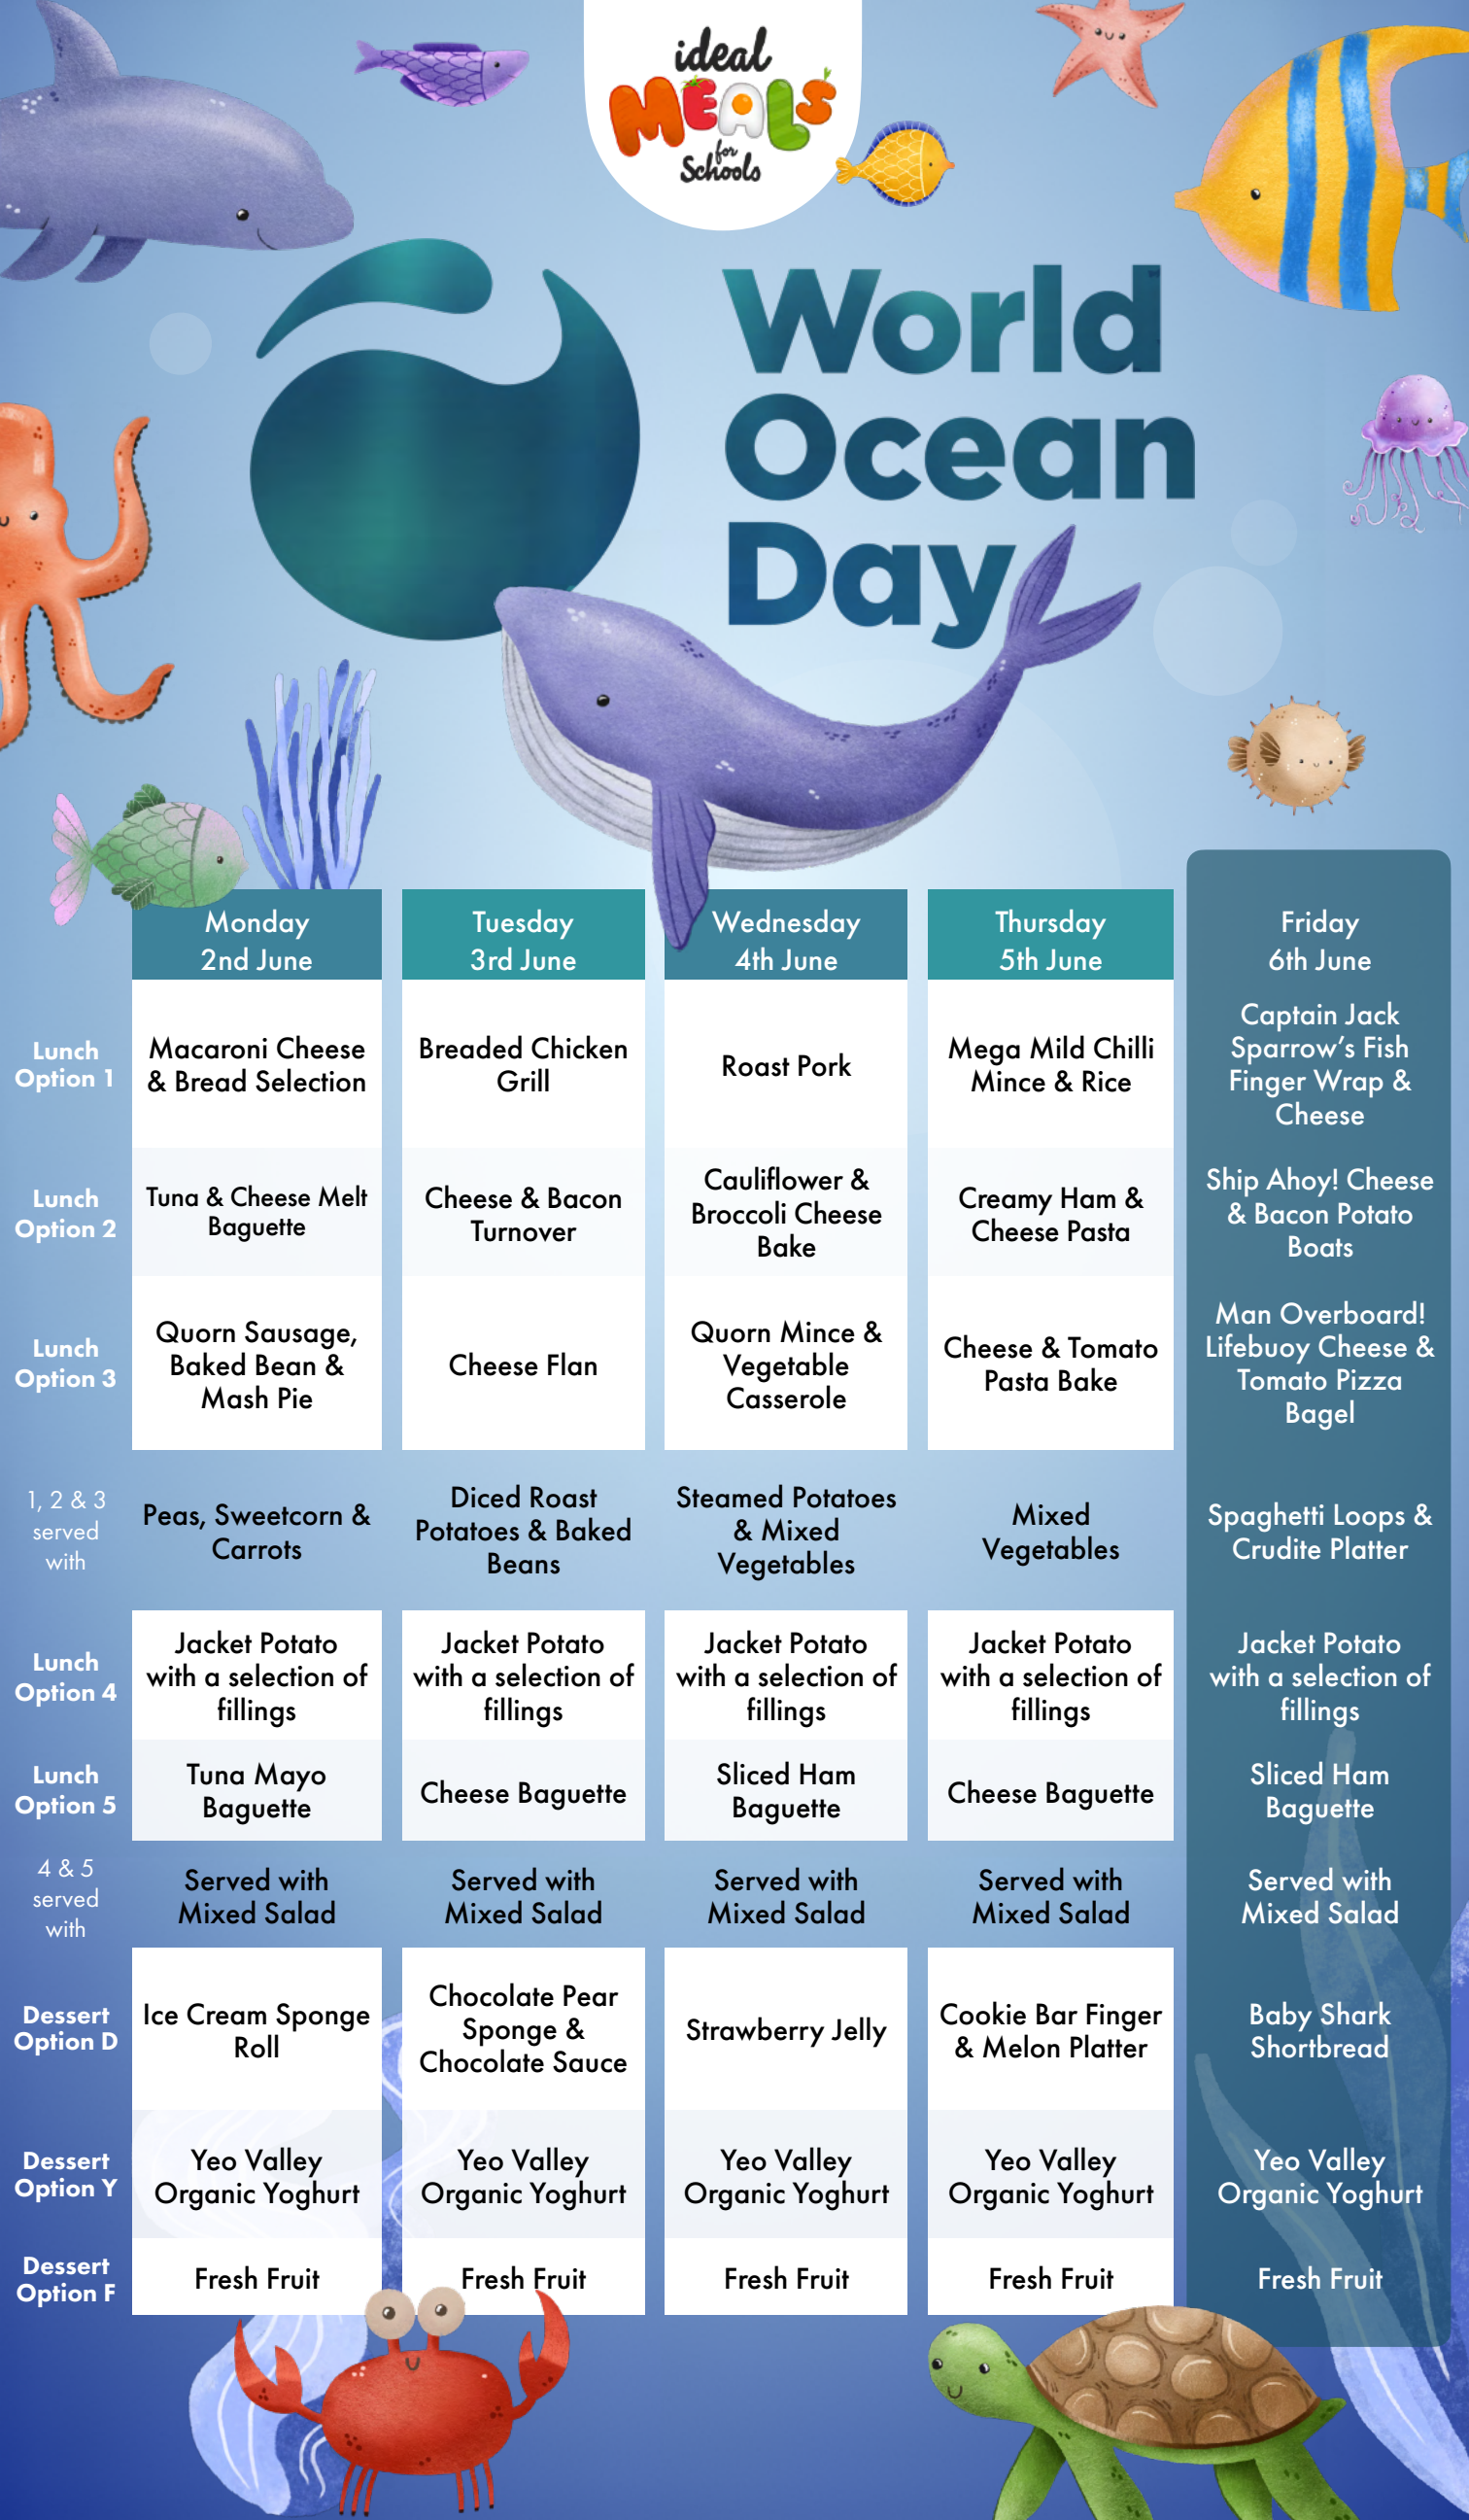 ideal
MEALS
for
Schools
World
Ocean
Day
Monday
2nd June
Tuesday
3rd June
Wednesday
4th June
Thursday
5th June
Friday
6th June
Lunch
Option 1
Macaroni Cheese
& Bread Selection
Breaded Chicken
Grill
Roast Pork
Mega Mild Chilli
Mince & Rice
Captain Jack
Sparrow’s Fish
Finger Wrap &
Cheese
Lunch
Option 2
Tuna & Cheese Melt
Baguette
Cheese & Bacon
Turnover
Cauliflower &
Broccoli Cheese
Bake
Creamy Ham &
Cheese Pasta
Ship Ahoy! Cheese
& Bacon Potato
Boats
Lunch
Option 3
Quorn Sausage,
Baked Bean &
Mash Pie
Cheese Flan
Quorn Mince &
Vegetable
Casserole
Cheese & Tomato
Pasta Bake
Man Overboard!
Lifebuoy Cheese &
Tomato Pizza
Bagel
1, 2 & 3
served
with
Peas, Sweetcorn &
Carrots
Diced Roast
Potatoes & Baked
Beans
Steamed Potatoes
& Mixed
Vegetables
Mixed
Vegetables
Spaghetti Loops &
Crudite Platter
Lunch
Option 4
Jacket Potato
with a selection of
fillings
Jacket Potato
with a selection of
fillings
Jacket Potato
with a selection of
fillings
Jacket Potato
with a selection of
fillings
Jacket Potato
with a selection of
fillings
Lunch
Option 5
Tuna Mayo
Baguette
Cheese Baguette
Sliced Ham
Baguette
Cheese Baguette
Sliced Ham
Baguette
4 & 5
served
with
Served with
Mixed Salad
Served with
Mixed Salad
Served with
Mixed Salad
Served with
Mixed Salad
Served with
Mixed Salad
Dessert
Option D
Ice Cream Sponge
Roll
Chocolate Pear
Sponge &
Chocolate Sauce
Strawberry Jelly
Cookie Bar Finger
& Melon Platter
Baby Shark
Shortbread
Dessert
Option Y
Yeo Valley
Organic Yoghurt
Yeo Valley
Organic Yoghurt
Yeo Valley
Organic Yoghurt
Yeo Valley
Organic Yoghurt
Yeo Valley
Organic Yoghurt
Dessert
Option F
Fresh Fruit
Fresh Fruit
Fresh Fruit
Fresh Fruit
Fresh Fruit